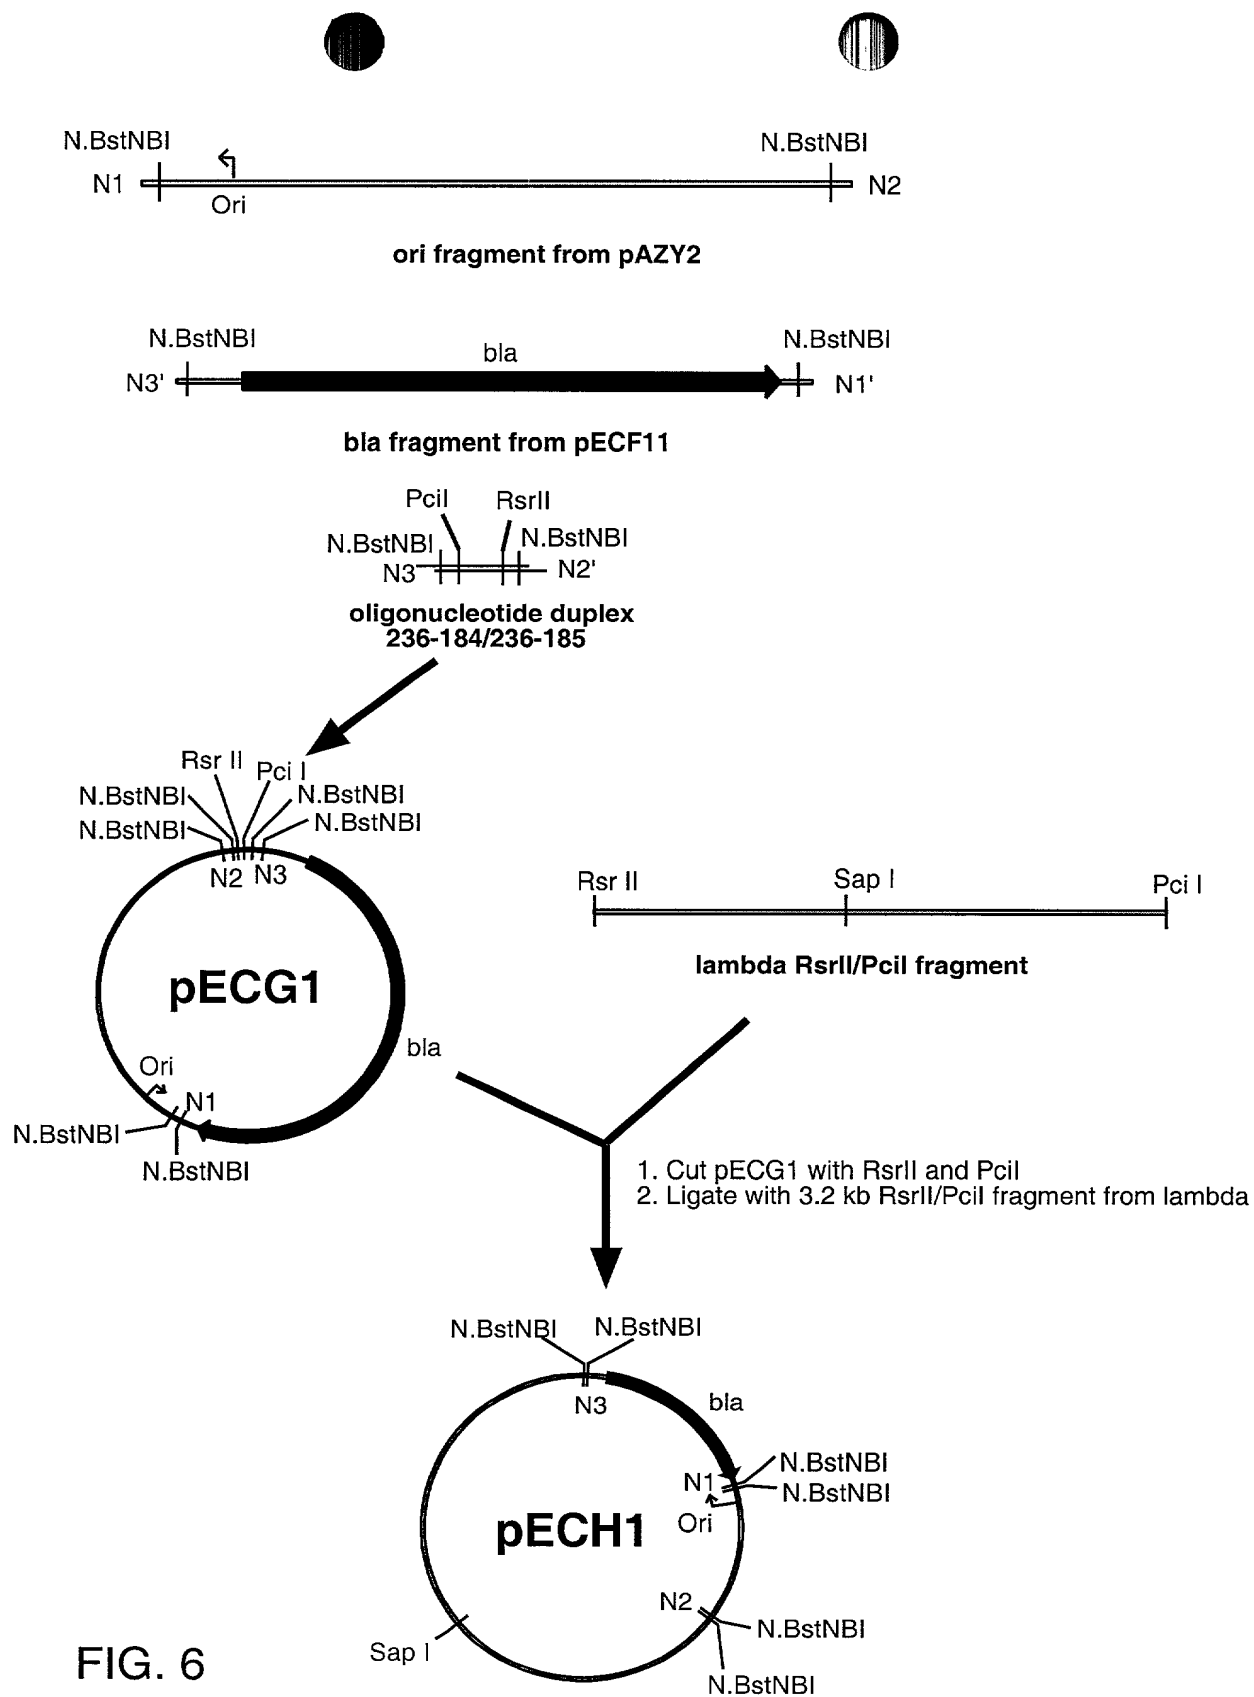 N.BstNBI
N.BstNBI
N1
N2
Ori
ori fragment from pAZY2
N.BstNBI
bla
N.BstNBI
N3'
N1'
bla fragment from pECF11
PciI
RsrII
N.BstNBI
N.BstNBI
N3
N2'
oligonucleotide duplex
236-184/236-185
Rsr II
Pci I
N.BstNBI
N.BstNBI
N.BstNBI
N.BstNBI
N2
N3
Rsr II
Sap I
Pci I
lambda RsrII/PciI fragment
pECG1
bla
Ori
N1
N.BstNBI
N.BstNBI
1. Cut pECG1 with RsrII and PciI
2. Ligate with 3.2 kb RsrII/PciI fragment from lambda
N.BstNBI
N.BstNBI
N3
bla
N1
N.BstNBI
N.BstNBI
Ori
pECH1
N2
N.BstNBI
Sap I
N.BstNBI
FIG. 6